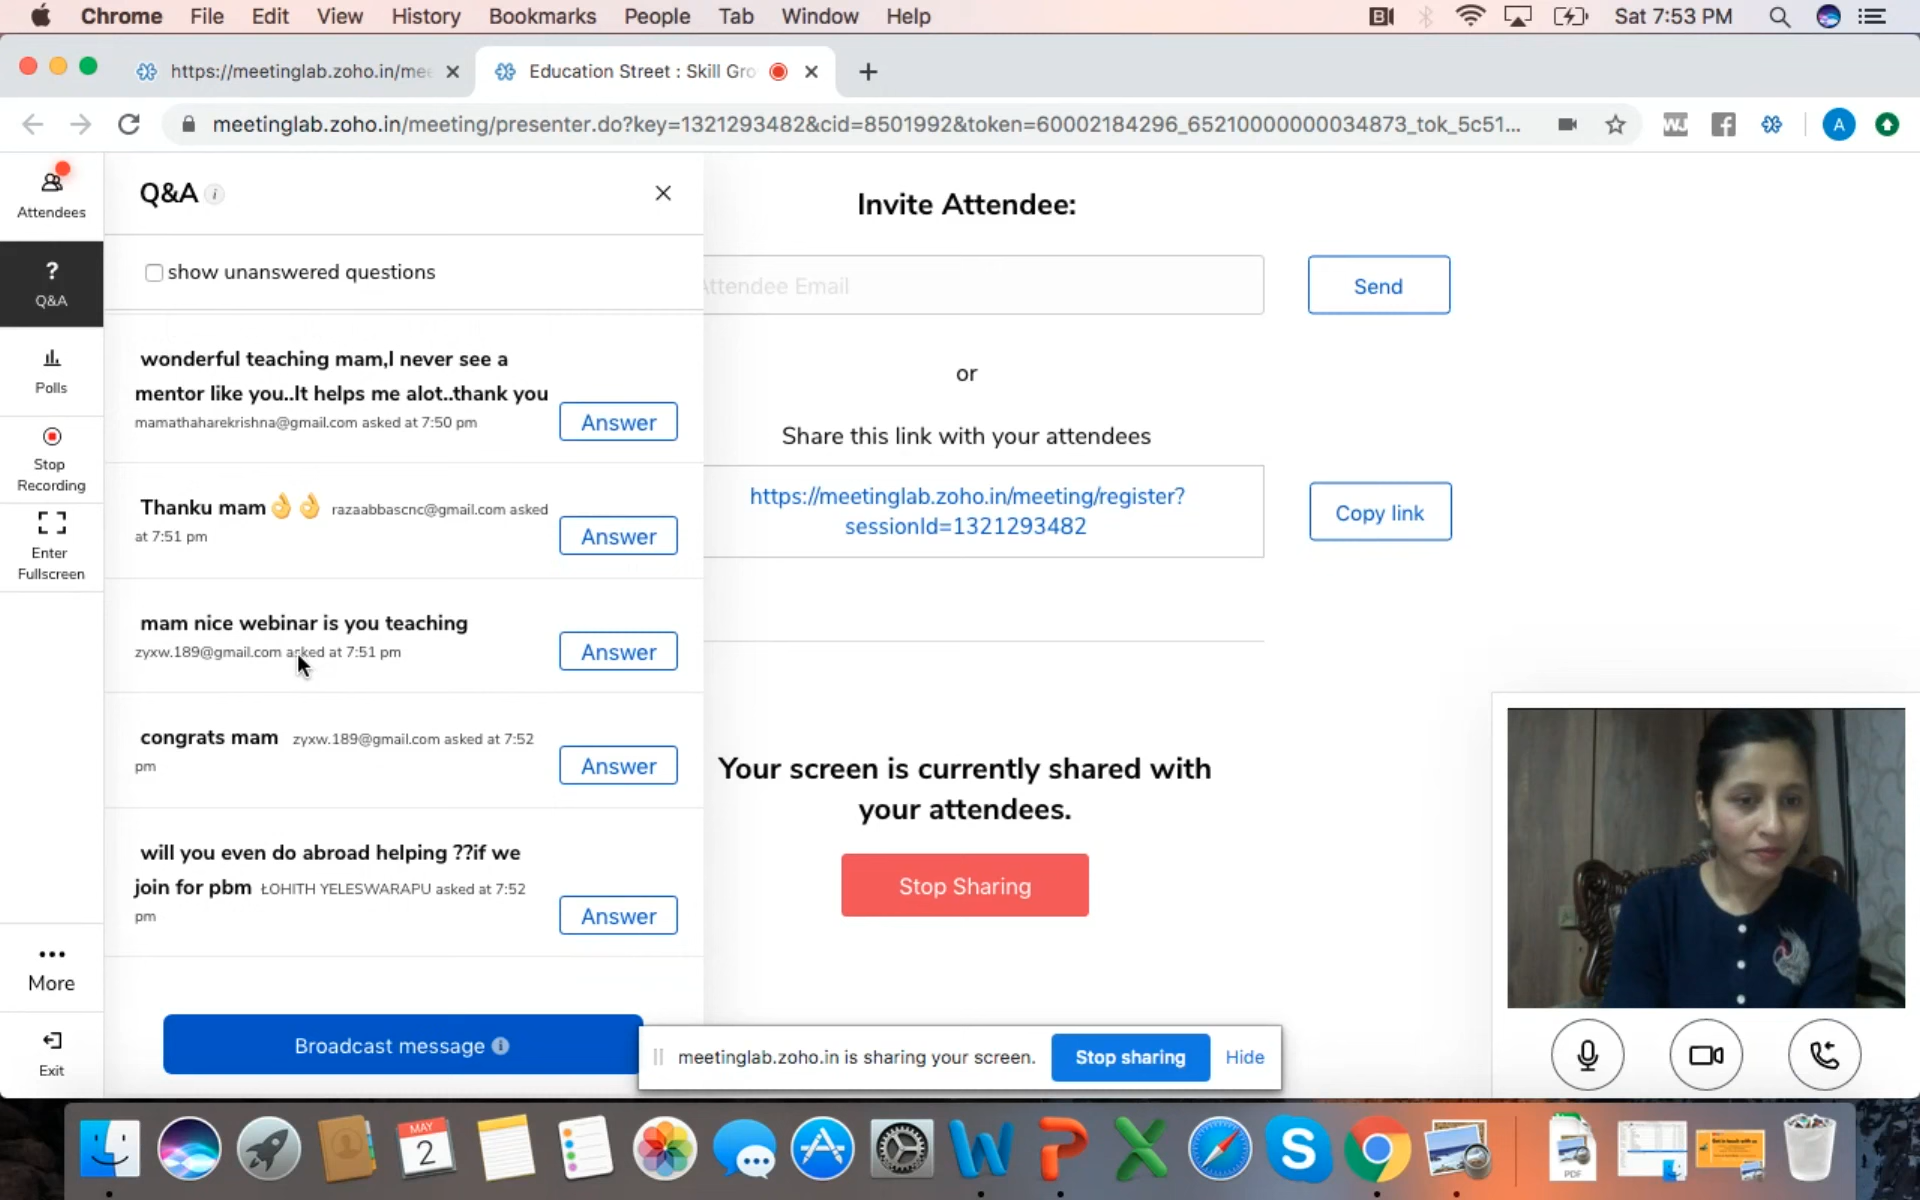 Chrome File Edit View History Bookmarks People Tab Window Help Sat 7:53 PM
https://meetinglab.zoho.in/mee Education Street : Skill Gro
meetinglab.zoho.in/meeting/presenter.do?key=1321293482&cid=8501992&token=60002184296_65210000000034873_tok_5c51... A
Attendees
?
Q&A
Polls
Stop
Recording
Enter
Fullscreen
More
Exit
Q&A i
show unanswered questions
wonderful teaching mam,I never see a
mentor like you..It helps me alot..thank you
mamathaharekrishna@gmail.com asked at 7:50 pm
Answer
Thanku mam👌👌 razaabbascnc@gmail.com asked
at 7:51 pm
Answer
mam nice webinar is you teaching
zyxw.189@gmail.com asked at 7:51 pm
Answer
congrats mam zyxw.189@gmail.com asked at 7:52
pm
Answer
will you even do abroad helping ??if we
join for pbm ŁOHITH YELESWARAPU asked at 7:52
pm
Answer
Broadcast message
Invite Attendee:
Attendee Email
Send
or
Share this link with your attendees
https://meetinglab.zoho.in/meeting/register?
sessionId=1321293482
Copy link
Your screen is currently shared with
your attendees.
Stop Sharing
meetinglab.zoho.in is sharing your screen. Stop sharing Hide
MAY
2
PDF